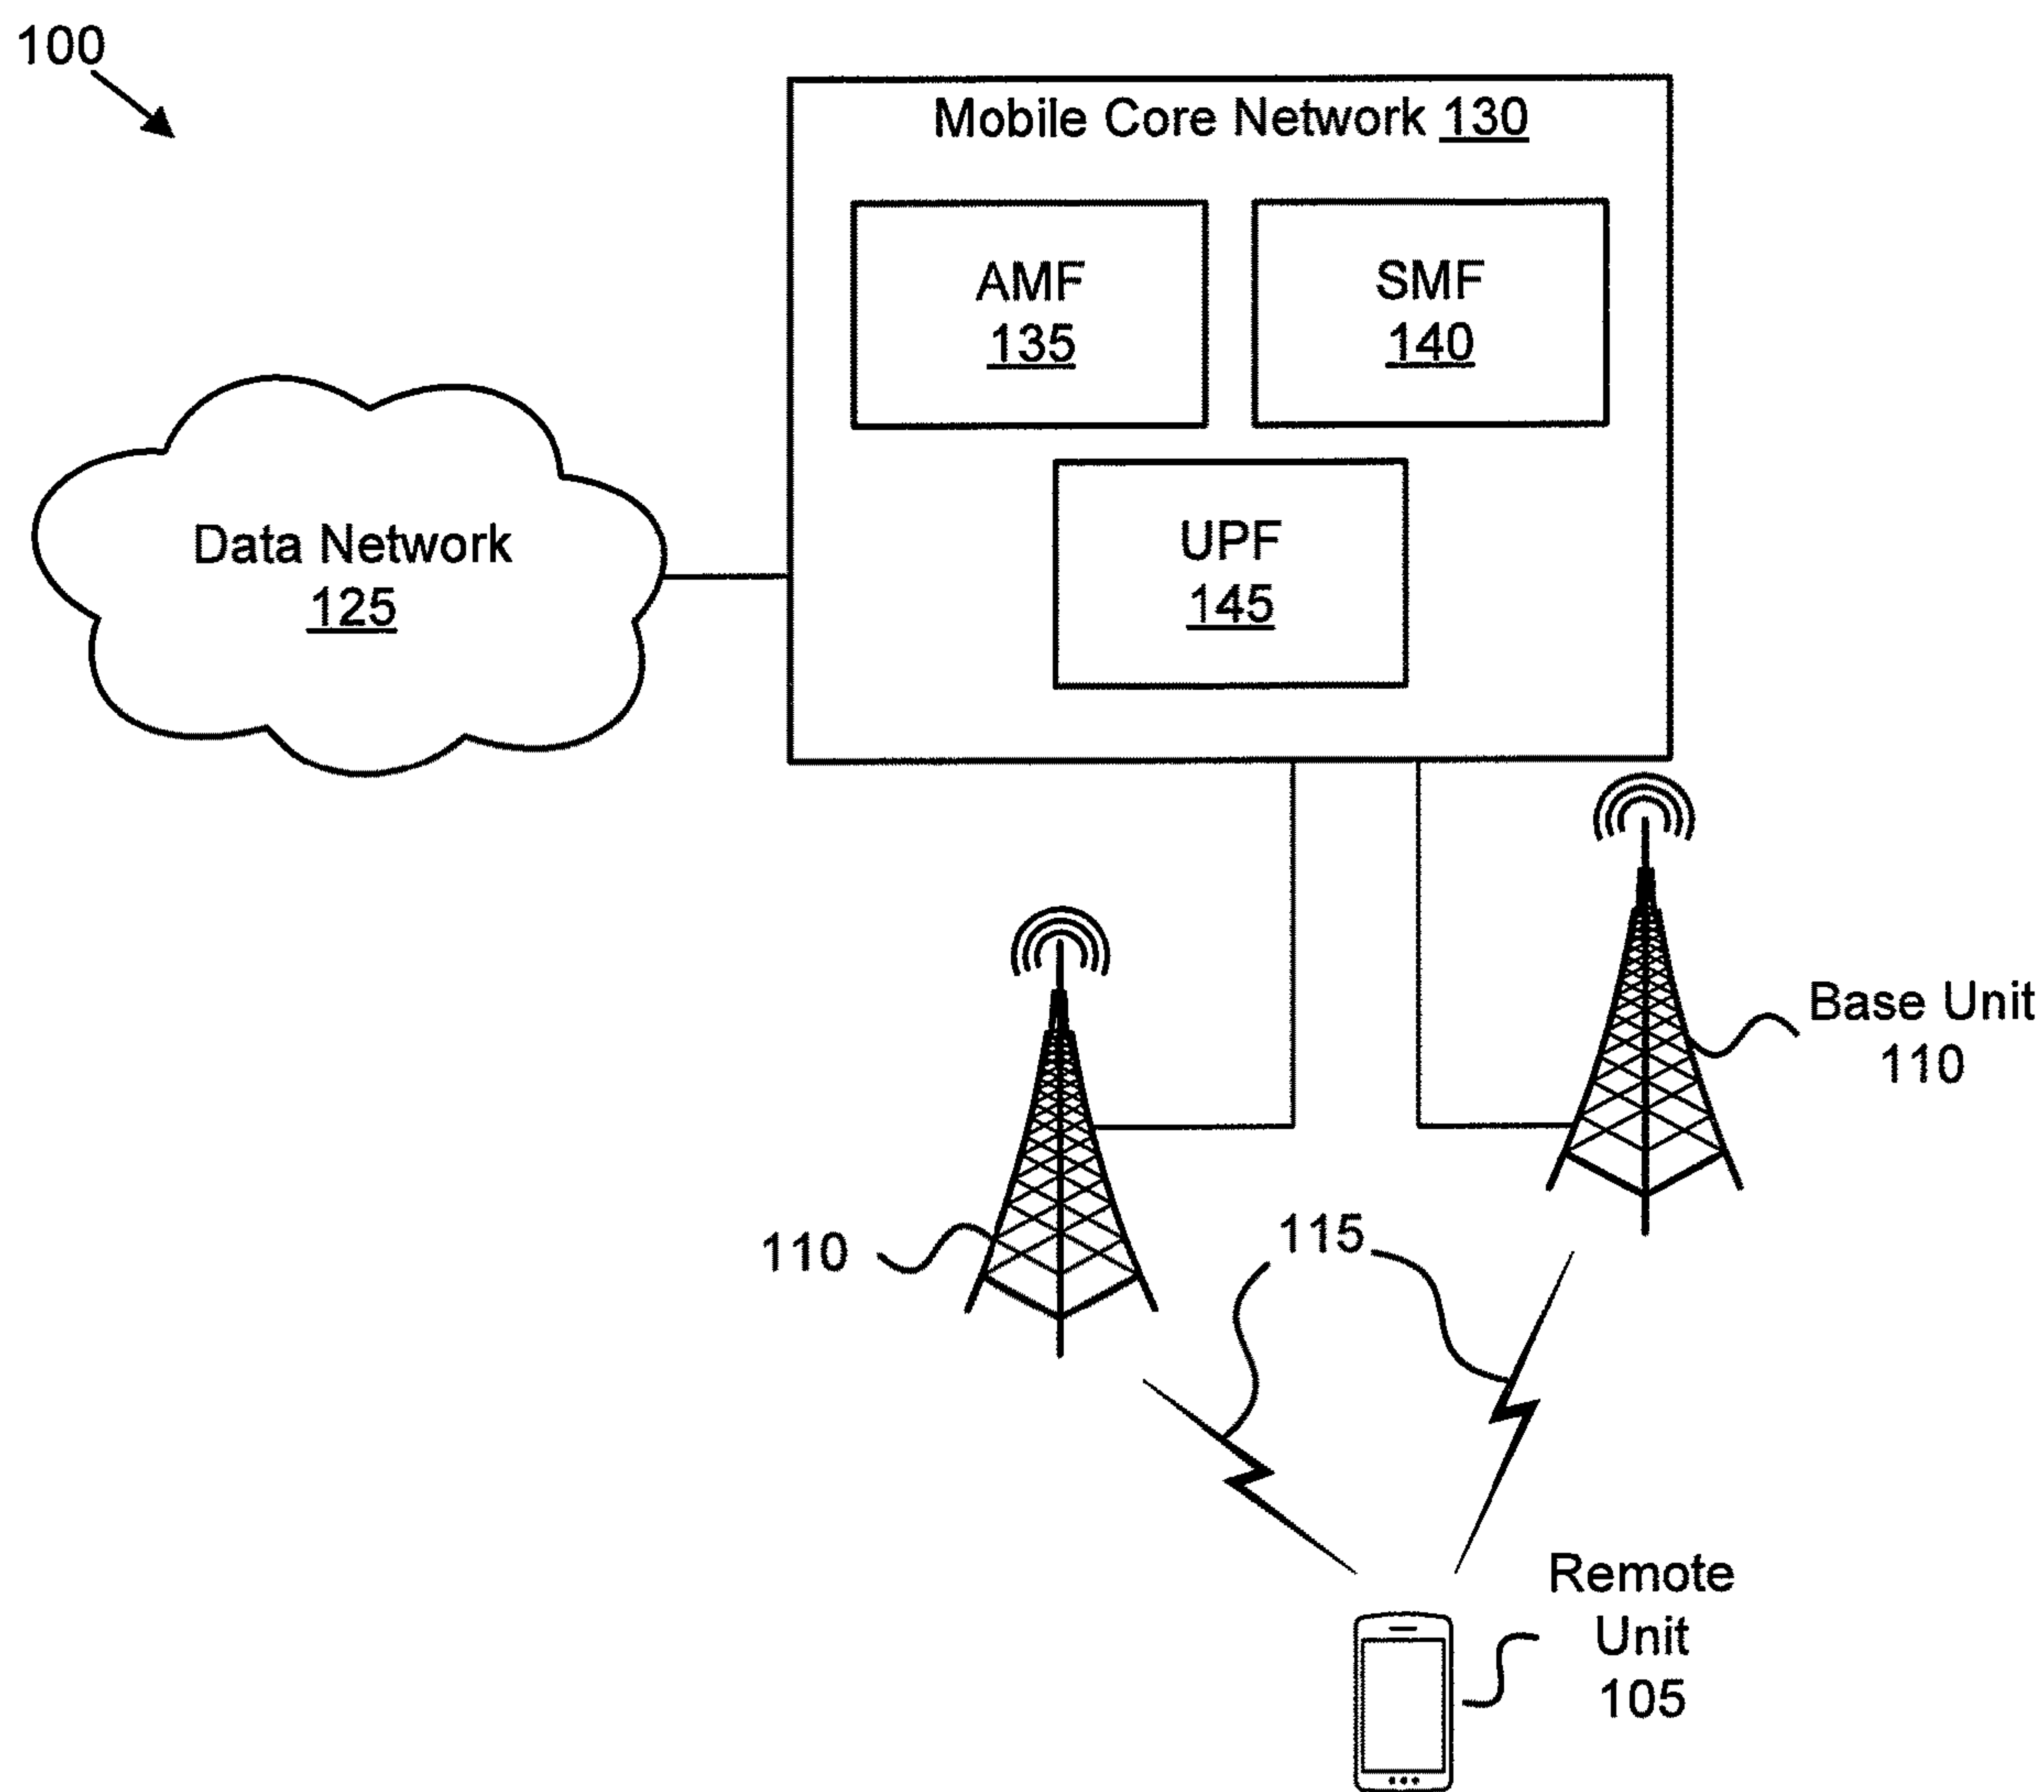 100
Mobile Core Network 130
AMF
135
SMF
140
UPF
145
Data Network
125
Base Unit
110
110
115
Remote
Unit
105